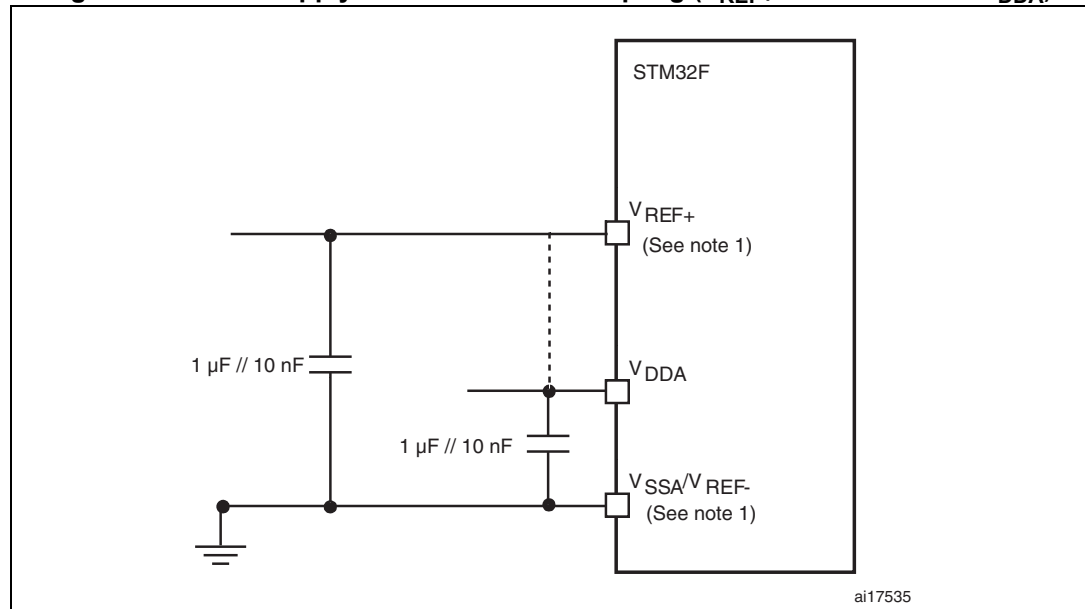 STM32F
VREF+
(See note 1)
1 µF // 10 nF
VDDA
1 µF // 10 nF
VSSA/VREF-
(See note 1)
ai17535